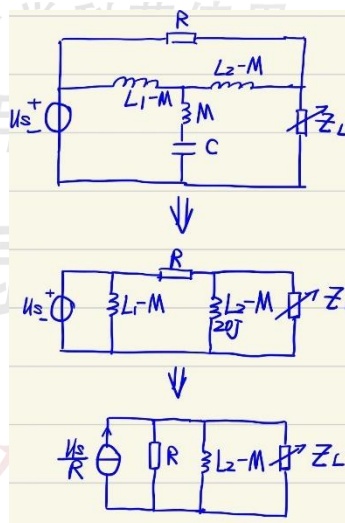 R
L₁-M
L₂-M
Us
+
-
M
C
ZL
⇓
R
Us
+
-
L₁-M
L₂-M
20J
Z
⇓
Us/R
R
L₂-M
ZL